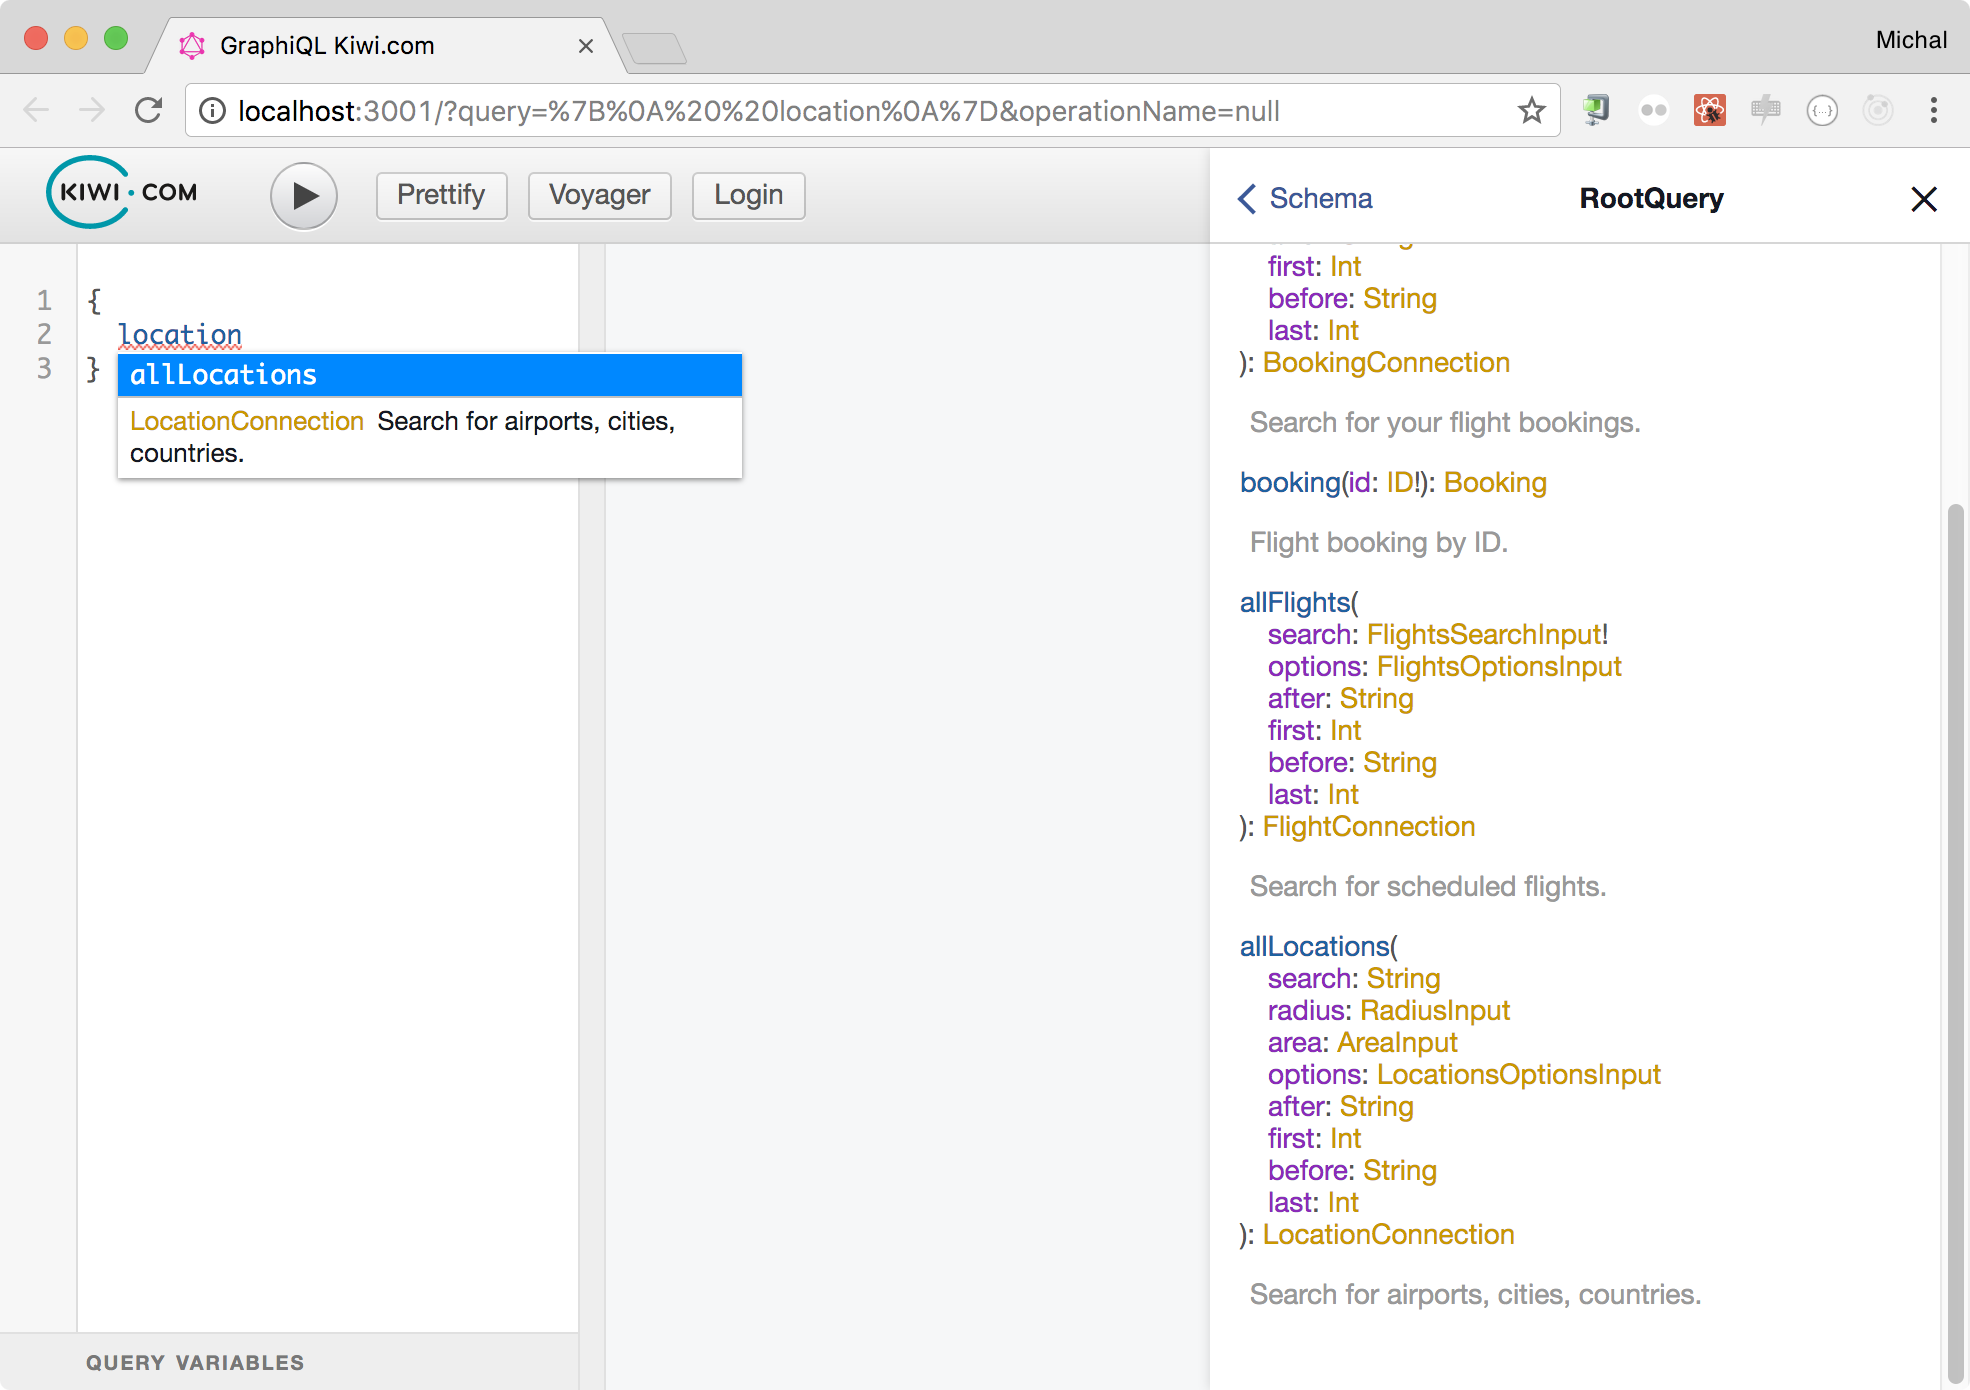 GraphiQL Kiwi.com
Michal
localhost:3001/?query=%7B%0A%20%20location%0A%7D&operationName=null
KIWI.COM
Prettify
Voyager
Login
Schema
RootQuery
1 {
2 location
3 }
allLocations
LocationConnection Search for airports, cities,
countries.
QUERY VARIABLES
first: Int
before: String
last: Int
): BookingConnection
Search for your flight bookings.
booking(id: ID!): Booking
Flight booking by ID.
allFlights(
search: FlightsSearchInput!
options: FlightsOptionsInput
after: String
first: Int
before: String
last: Int
): FlightConnection
Search for scheduled flights.
allLocations(
search: String
radius: RadiusInput
area: AreaInput
options: LocationsOptionsInput
after: String
first: Int
before: String
last: Int
): LocationConnection
Search for airports, cities, countries.